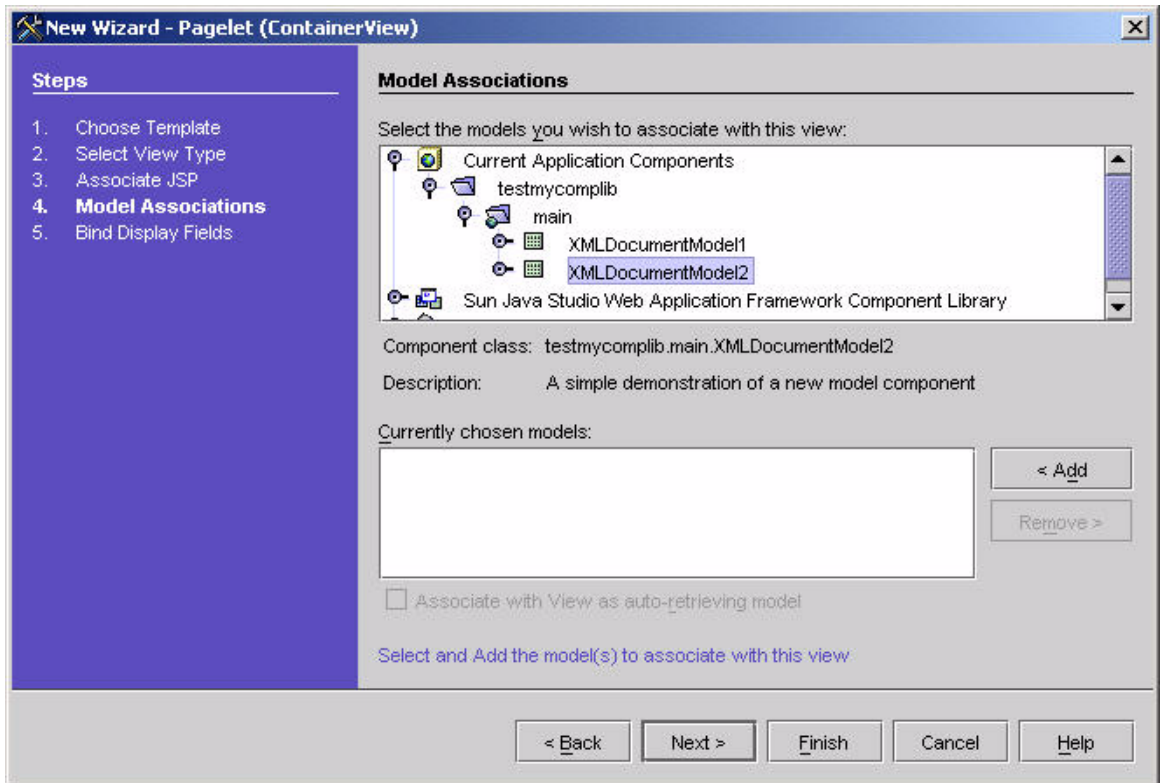 New Wizard - Pagelet (ContainerView)
Steps
1. Choose Template
2. Select View Type
3. Associate JSP
4. Model Associations
5. Bind Display Fields
Model Associations
Select the models you wish to associate with this view:
Current Application Components
testmycomplib
main
XMLDocumentModel1
XMLDocumentModel2
Sun Java Studio Web Application Framework Component Library
Component class: testmycomplib.main.XMLDocumentModel2
Description: A simple demonstration of a new model component
Currently chosen models:
< Add
Remove >
Associate with View as auto-retrieving model
Select and Add the model(s) to associate with this view
< Back Next > Finish Cancel Help